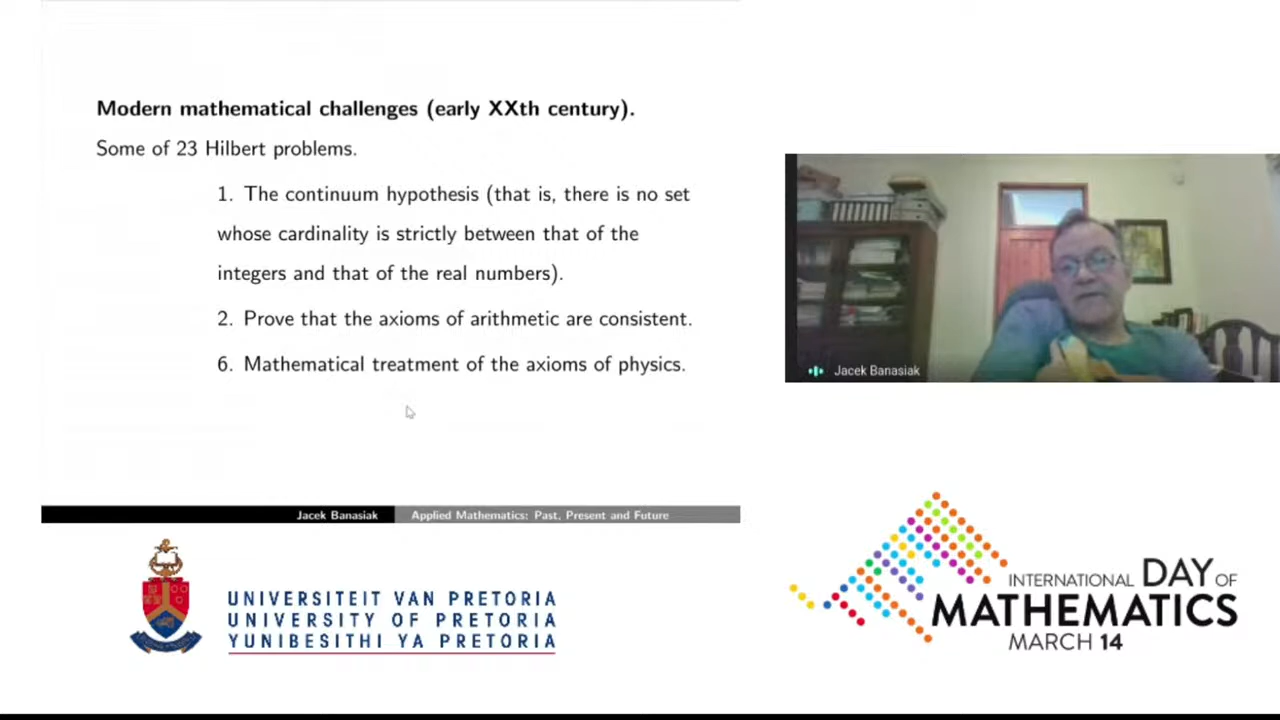 Modern mathematical challenges (early XXth century).
Some of 23 Hilbert problems.
1. The continuum hypothesis (that is, there is no set
whose cardinality is strictly between that of the
integers and that of the real numbers).
2. Prove that the axioms of arithmetic are consistent.
6. Mathematical treatment of the axioms of physics.
Jacek Banasiak
Applied Mathematics: Past, Present and Future
Jacek Banasiak
UNIVERSITEIT VAN PRETORIA
UNIVERSITY OF PRETORIA
YUNIBESITHI YA PRETORIA
INTERNATIONAL DAY OF
MATHEMATICS
MARCH 14